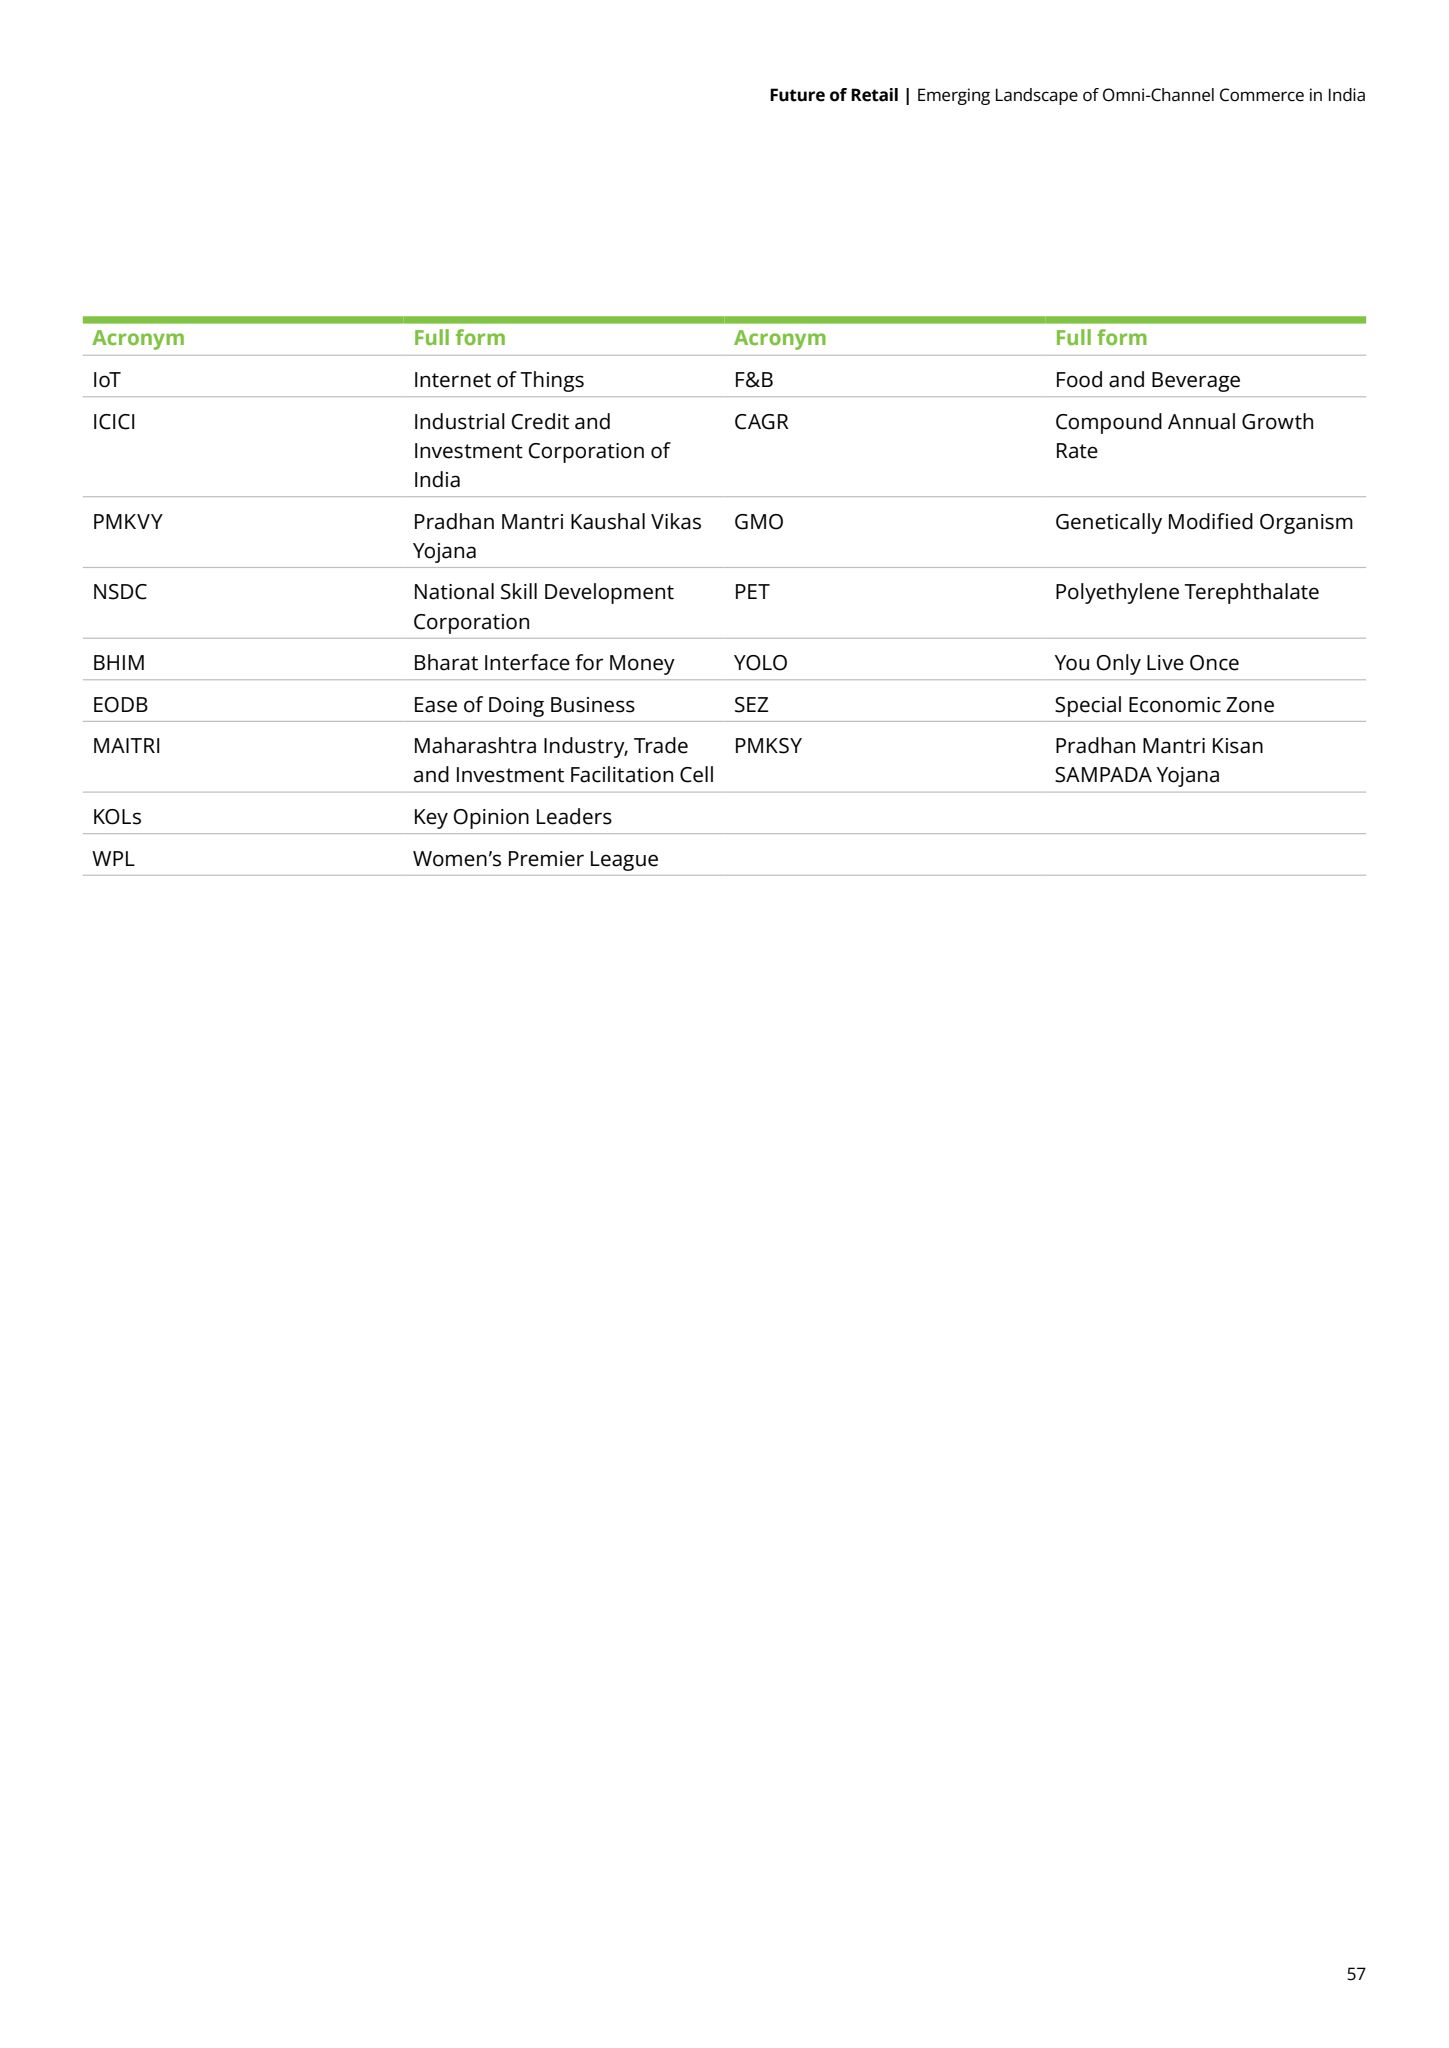 Future of Retail | Emerging Landscape of Omni-Channel Commerce in India
Acronym Full form Acronym Full form
IoT Internet of Things F&B Food and Beverage
ICICI Industrial Credit and CAGR Compound Annual Growth
Investment Corporation of Rate
India
PMKVY Pradhan Mantri Kaushal Vikas GMO Genetically Modified Organism
Yojana
NSDC National Skill Development PET Polyethylene Terephthalate
Corporation
BHIM Bharat Interface for Money YOLO You Only Live Once
EODB Ease of Doing Business SEZ Special Economic Zone
MAITRI Maharashtra Industry, Trade PMKSY Pradhan Mantri Kisan
and Investment Facilitation Cell SAMPADA Yojana
KOLs Key Opinion Leaders
WPL Women’s Premier League
57